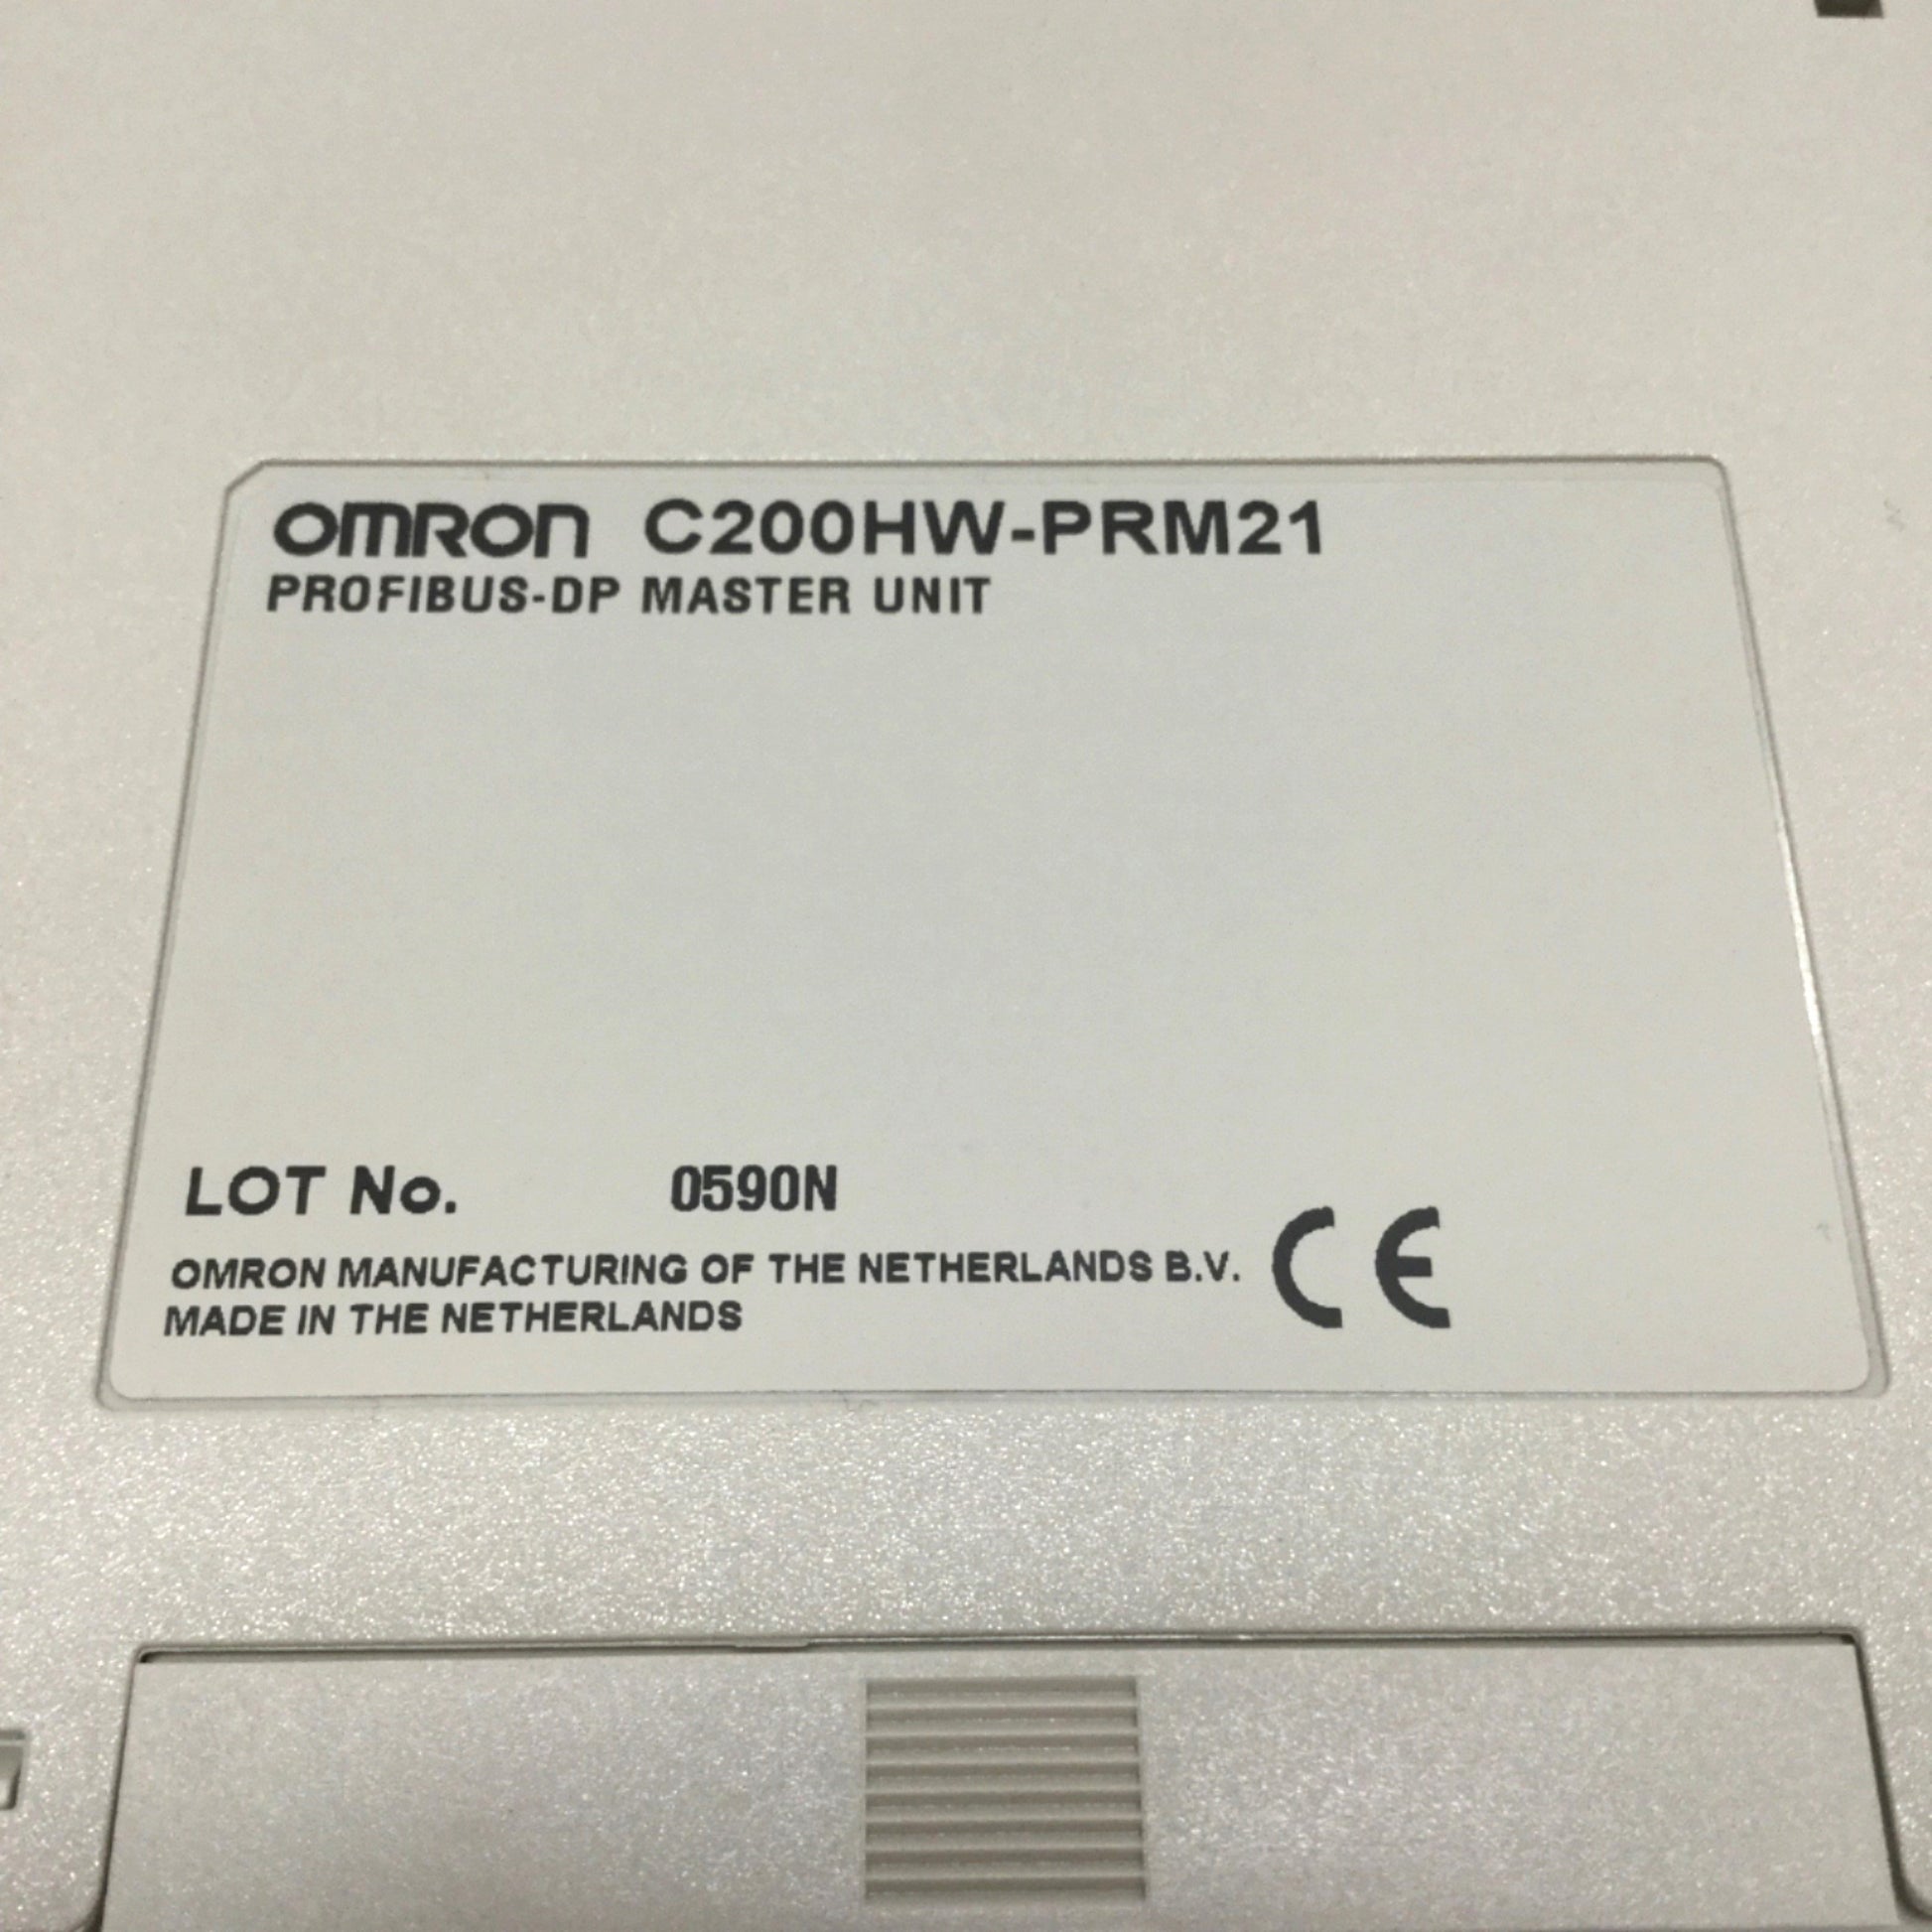 OMRON C200HW-PRM21
PROFIBUS-DP MASTER UNIT
LOT No. 0590N
OMRON MANUFACTURING OF THE NETHERLANDS B.V. CE
MADE IN THE NETHERLANDS